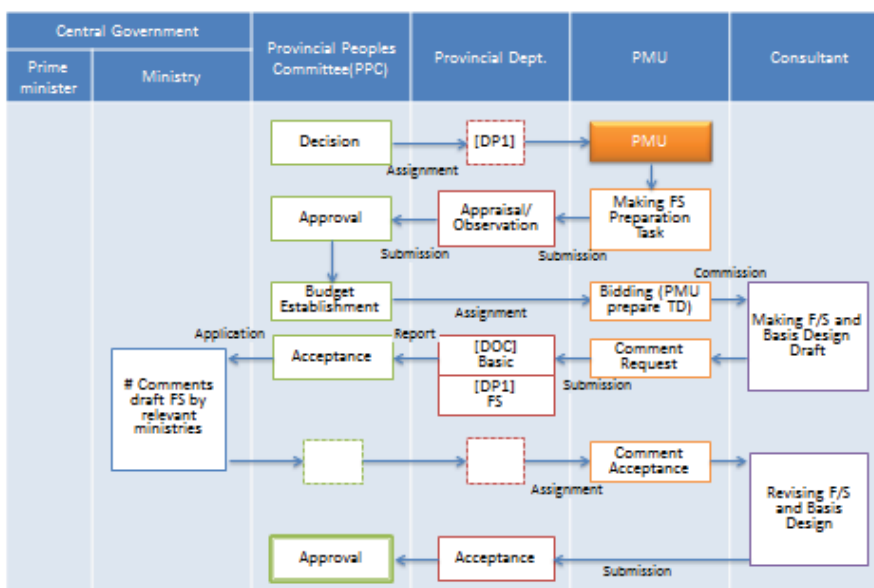 Central Government
Prime
minister
Ministry
Provincial Peoples
Committee(PPC)
Provincial Dept.
PMU
Consultant
Decision
[DP1]
PMU
Assignment
Approval
Appraisal/
Observation
Making FS
Preparation
Task
Submission
Submission
Commission
Budget
Establishment
Bidding (PMU
prepare TD)
Assignment
Making F/S and
Basis Design
Draft
Application
Report
Acceptance
[DOC]
Basic
[DP1]
FS
Comment
Request
Submission
# Comments
draft FS by
relevant
ministries
Comment
Acceptance
Assignment
Revising F/S
and Basis
Design
Approval
Acceptance
Submission